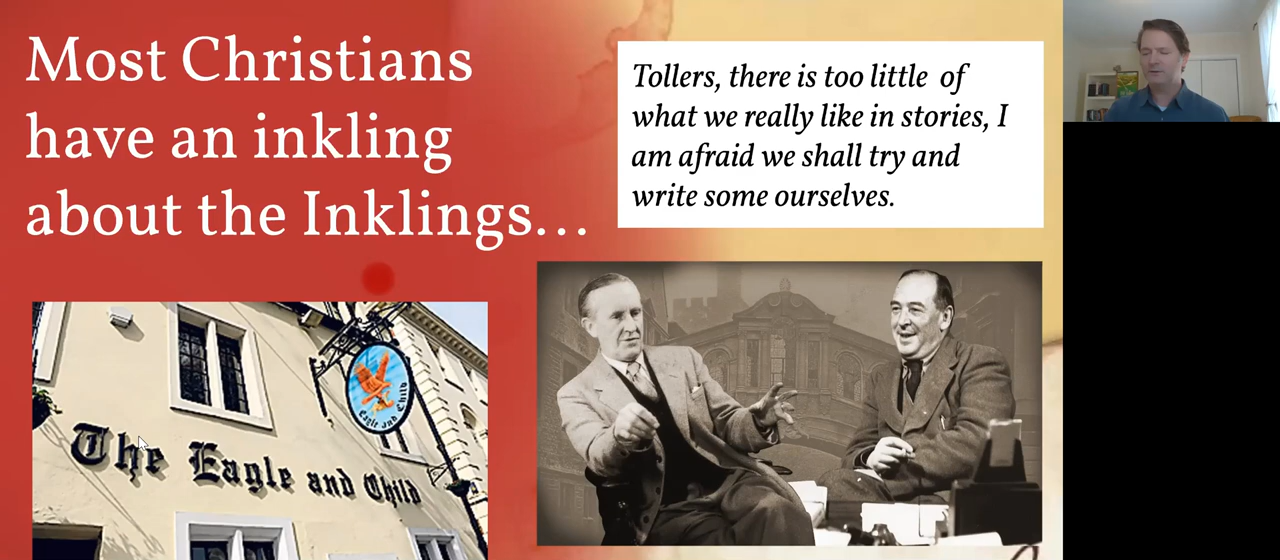 Most Christians
have an inkling
about the Inklings...
Tollers, there is too little of
what we really like in stories, I
am afraid we shall try and
write some ourselves.
Eagle and Child
The Eagle and Child